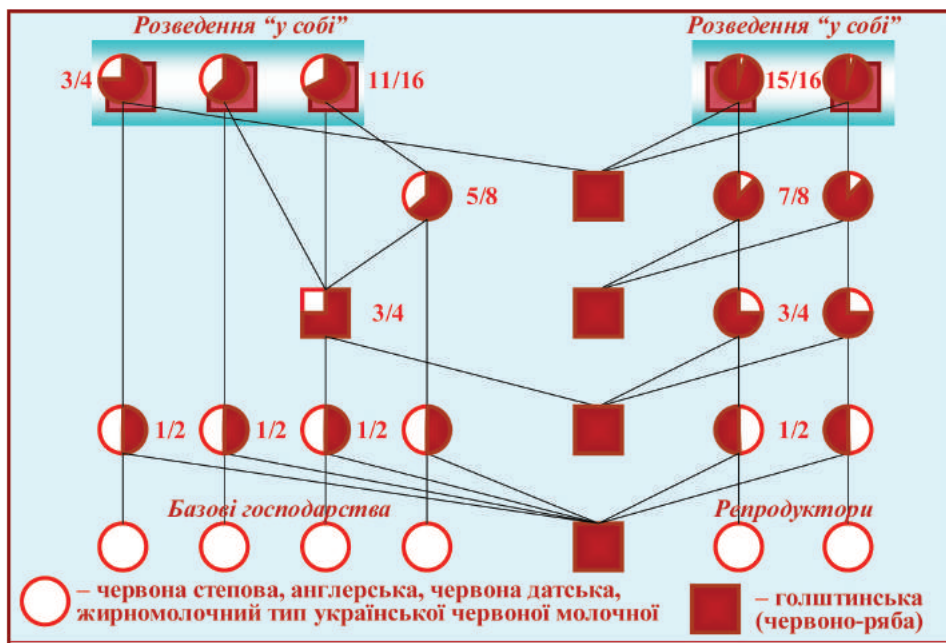 Розведення “у собі”
Розведення “у собі”
3/4
11/16
15/16
5/8
7/8
3/4
3/4
1/2
1/2
1/2
1/2
Базові господарства
Репродуктори
– червона степова, англерська, червона датська,
жирномолочний тип української червоної молочної
– голштинська
(червоно-ряба)